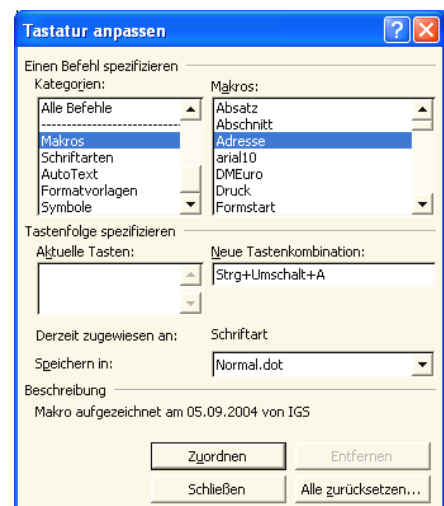 Tastatur anpassen
Einen Befehl spezifizieren
Kategorien:
Makros:
Alle Befehle
---------------------------
Makros
Schriftarten
AutoText
Formatvorlagen
Symbole
Absatz
Abschnitt
Adresse
arial10
DMEuro
Druck
Formstart
Tastenfolge spezifizieren
Aktuelle Tasten:
Neue Tastenkombination:
Strg+Umschalt+A
Derzeit zugewiesen an: Schriftart
Speichern in: Normal.dot
Beschreibung
Makro aufgezeichnet am 05.09.2004 von IGS
Zuordnen Entfernen
Schließen Alle zurücksetzen...